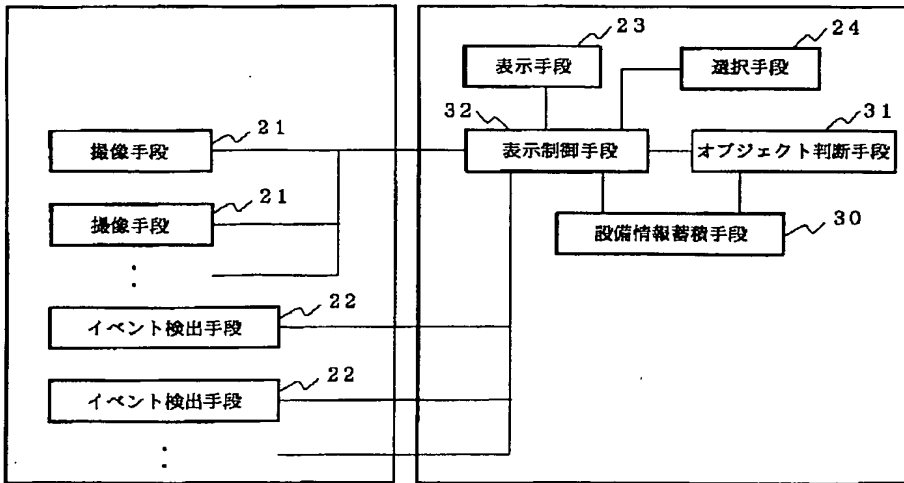 21
撮像手段
21
撮像手段
22
イベント検出手段
22
イベント検出手段
23
表示手段
24
選択手段
32
表示制御手段
31
オブジェクト判断手段
設備情報蓄積手段
30